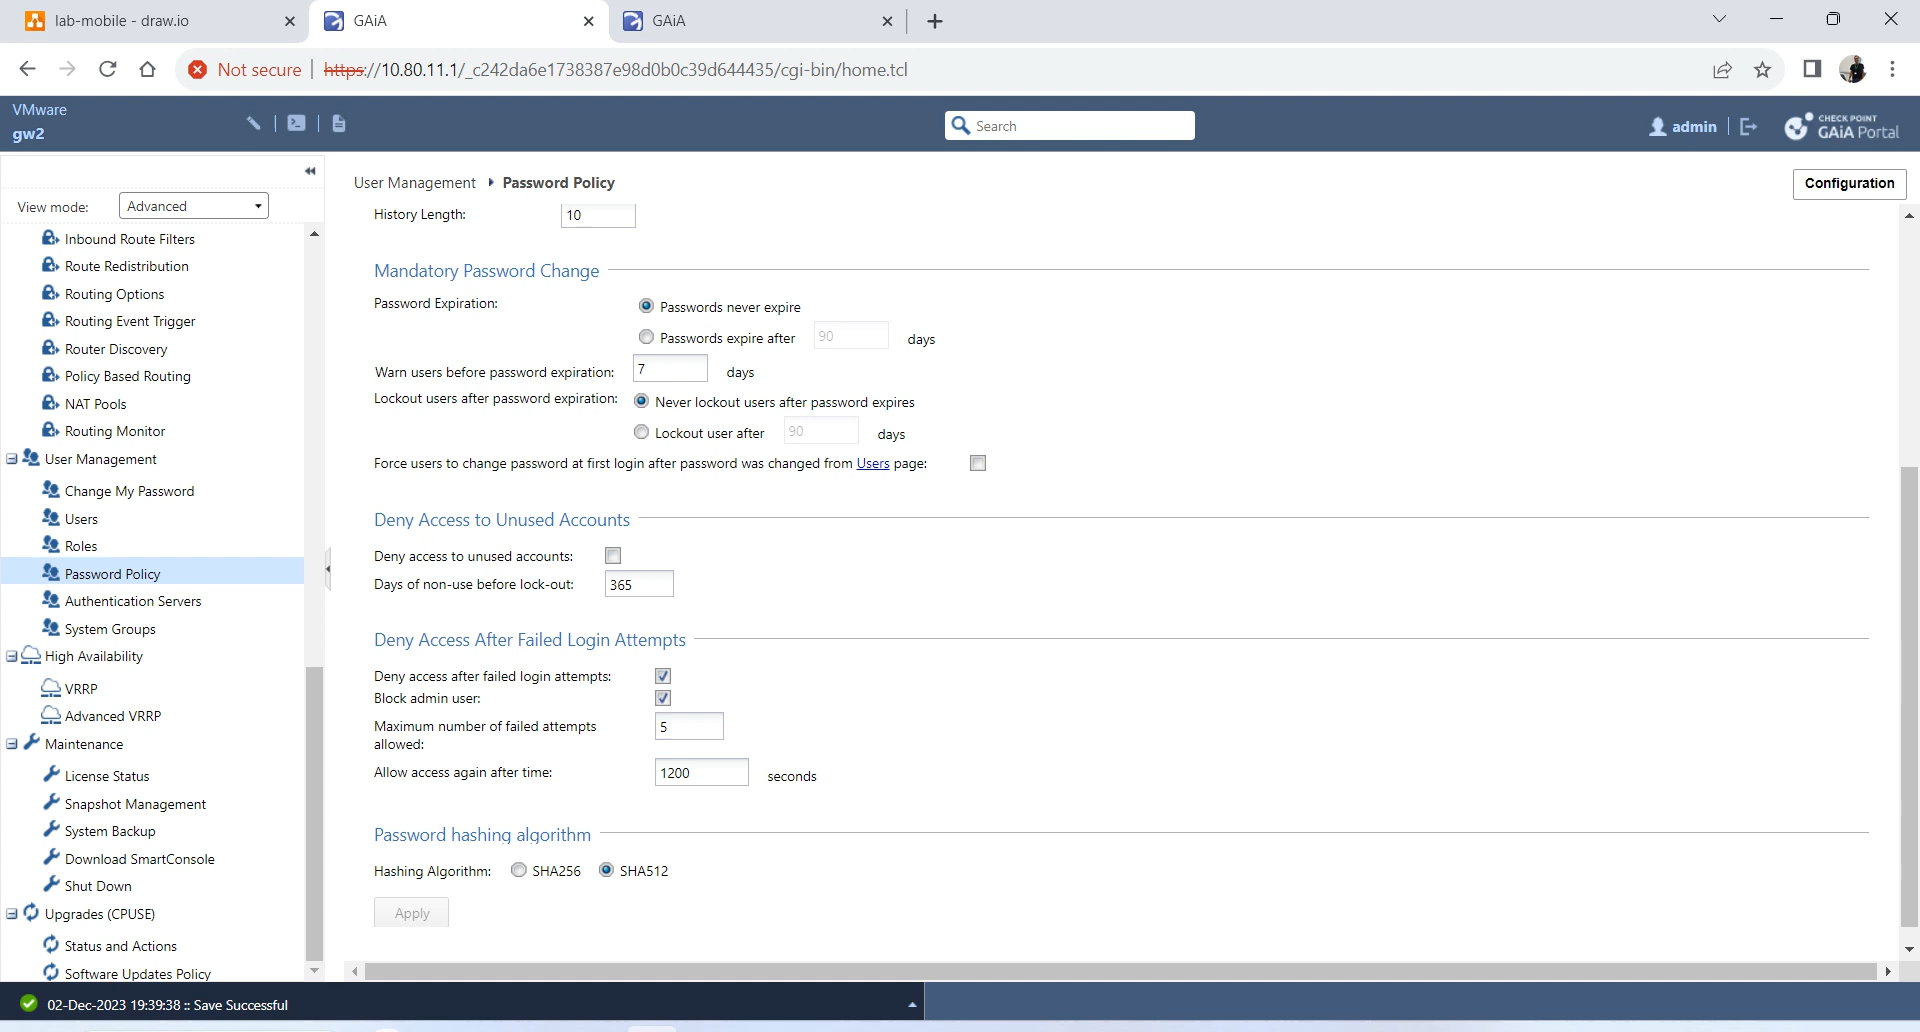 lab-mobile - draw.io
GAiA
GAiA
Not secure
https://10.80.11.1/_c242da6e1738387e98d0b0c39d644435/cgi-bin/home.tcl
VMware
gw2
Search
admin
CHECK POINT
GAiA Portal
View mode:
Advanced
Inbound Route Filters
Route Redistribution
Routing Options
Routing Event Trigger
Router Discovery
Policy Based Routing
NAT Pools
Routing Monitor
User Management
Change My Password
Users
Roles
Password Policy
Authentication Servers
System Groups
High Availability
VRRP
Advanced VRRP
Maintenance
License Status
Snapshot Management
System Backup
Download SmartConsole
Shut Down
Upgrades (CPUSE)
Status and Actions
Software Updates Policy
User Management Password Policy
Configuration
History Length: 10
Mandatory Password Change
Password Expiration: Passwords never expire
Passwords expire after 90 days
Warn users before password expiration: 7 days
Lockout users after password expiration: Never lockout users after password expires
Lockout user after 90 days
Force users to change password at first login after password was changed from Users page:
Deny Access to Unused Accounts
Deny access to unused accounts:
Days of non-use before lock-out: 365
Deny Access After Failed Login Attempts
Deny access after failed login attempts:
Block admin user:
Maximum number of failed attempts
allowed: 5
Allow access again after time: 1200 seconds
Password hashing algorithm
Hashing Algorithm: SHA256 SHA512
Apply
02-Dec-2023 19:39:38 :: Save Successful